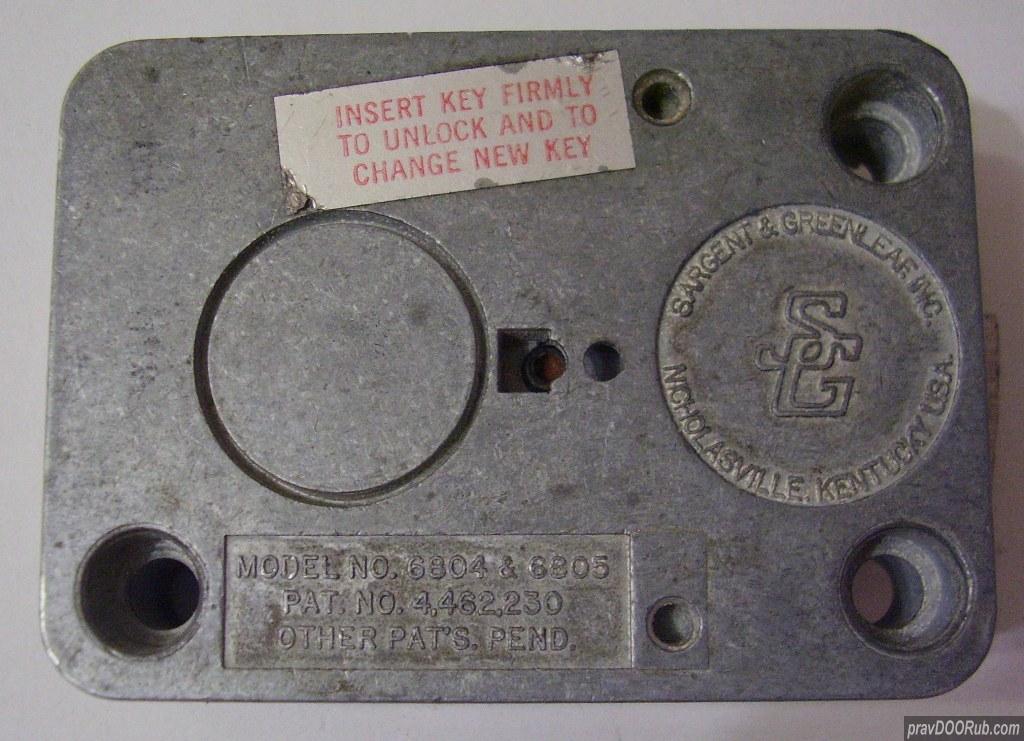 INSERT KEY FIRMLY
TO UNLOCK AND TO
CHANGE NEW KEY
SARGENT & GREENLEAF, INC.
SG
NICHOLASVILLE, KENTUCKY USA.
MODEL NO. 6804 & 6805
PAT. NO. 4,462,230
OTHER PAT'S. PEND.
pravDOORub.com